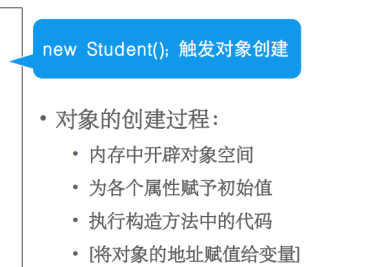 new Student(); 触发对象创建
• 对象的创建过程：
• 内存中开辟对象空间
• 为各个属性赋予初始值
• 执行构造方法中的代码
• [将对象的地址赋值给变量]